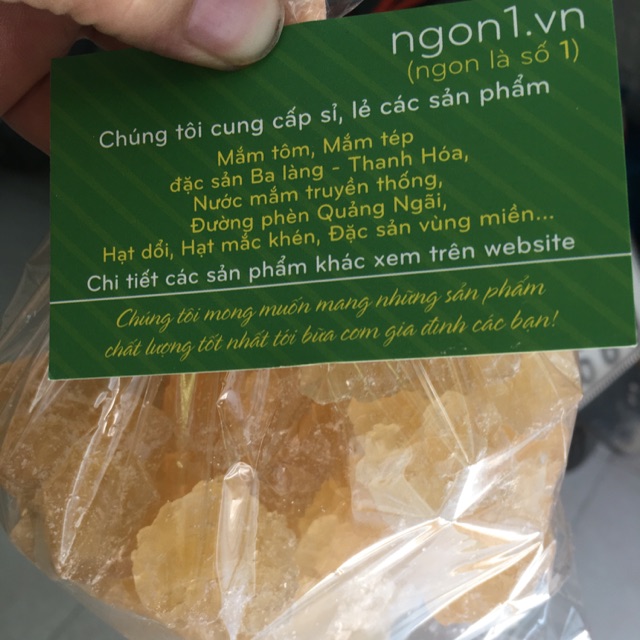 ngon1.vn
(ngon là số 1)
Chúng tôi cung cấp sỉ, lẻ các sản phẩm
Mắm tôm, Mắm tép
đặc sản Ba làng - Thanh Hóa,
Nước mắm truyền thống,
Đường phèn Quảng Ngãi,
Hạt dổi, Hạt mắc khén, Đặc sản vùng miền...
Chi tiết các sản phẩm khác xem trên website
Chúng tôi mong muốn mang những sản phẩm
chất lượng tốt nhất tới bữa cơm gia đình các bạn!